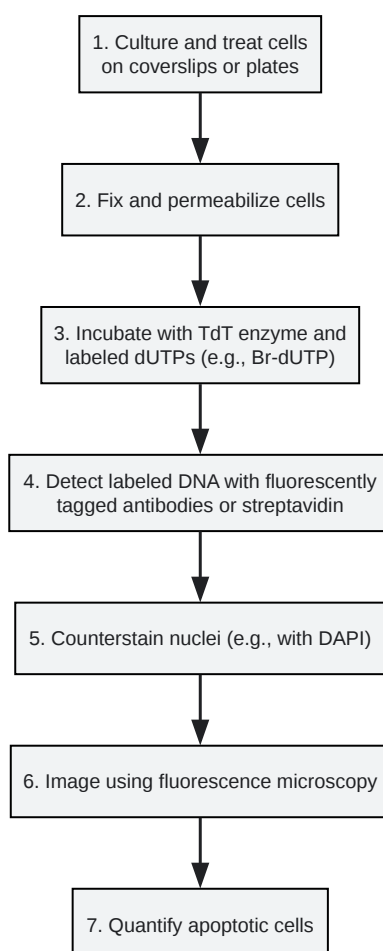 1. Culture and treat cells
on coverslips or plates
2. Fix and permeabilize cells
3. Incubate with TdT enzyme and
labeled dUTPs (e.g., Br-dUTP)
4. Detect labeled DNA with fluorescently
tagged antibodies or streptavidin
5. Counterstain nuclei (e.g., with DAPI)
6. Image using fluorescence microscopy
7. Quantify apoptotic cells